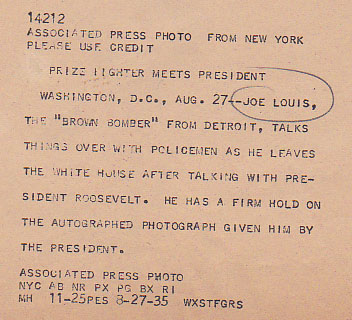 14212
ASSOCIATED PRESS PHOTO FROM NEW YORK
PLEASE USE CREDIT
PRIZE FIGHTER MEETS PRESIDENT
WASHINGTON, D.C., AUG. 27--JOE LOUIS,
THE "BROWN BOMBER" FROM DETROIT, TALKS
THINGS OVER WITH POLICEMEN AS HE LEAVES
THE WHITE HOUSE AFTER TALKING WITH PRE-
SIDENT ROOSEVELT. HE HAS A FIRM HOLD ON
THE AUTOGRAPHED PHOTOGRAPH GIVEN HIM BY
THE PRESIDENT.
ASSOCIATED PRESS PHOTO
NYC AB NR PX PG BX RI
MH 11-25PES 8-27-35 WXSTFGRS